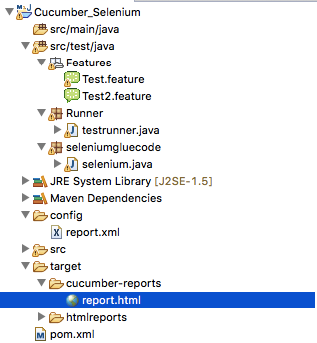 Cucumber_Selenium
src/main/java
src/test/java
Features
Test.feature
Test2.feature
Runner
testrunner.java
seleniumgluecode
selenium.java
JRE System Library [J2SE-1.5]
Maven Dependencies
config
report.xml
src
target
cucumber-reports
report.html
htmlreports
pom.xml